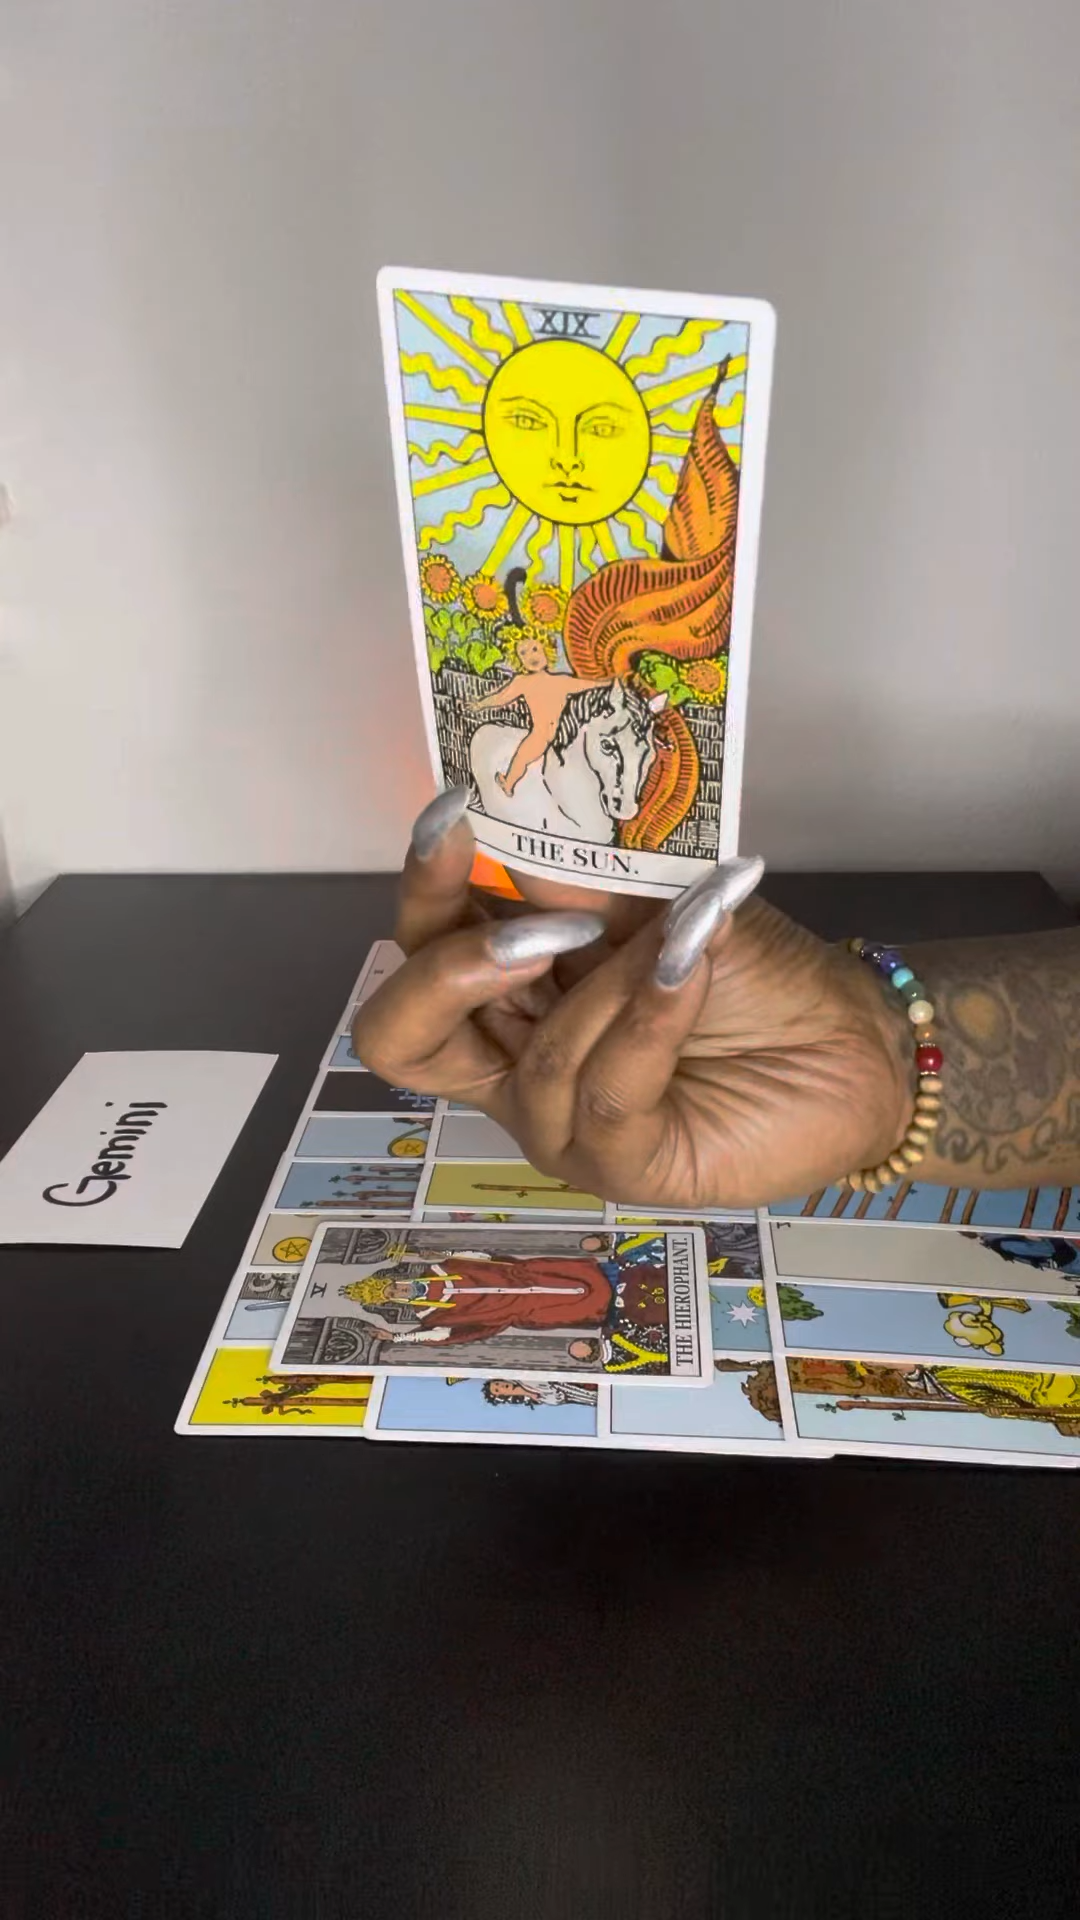 XIX
THE SUN.
Gemini
V
THE HIEROPHANT.